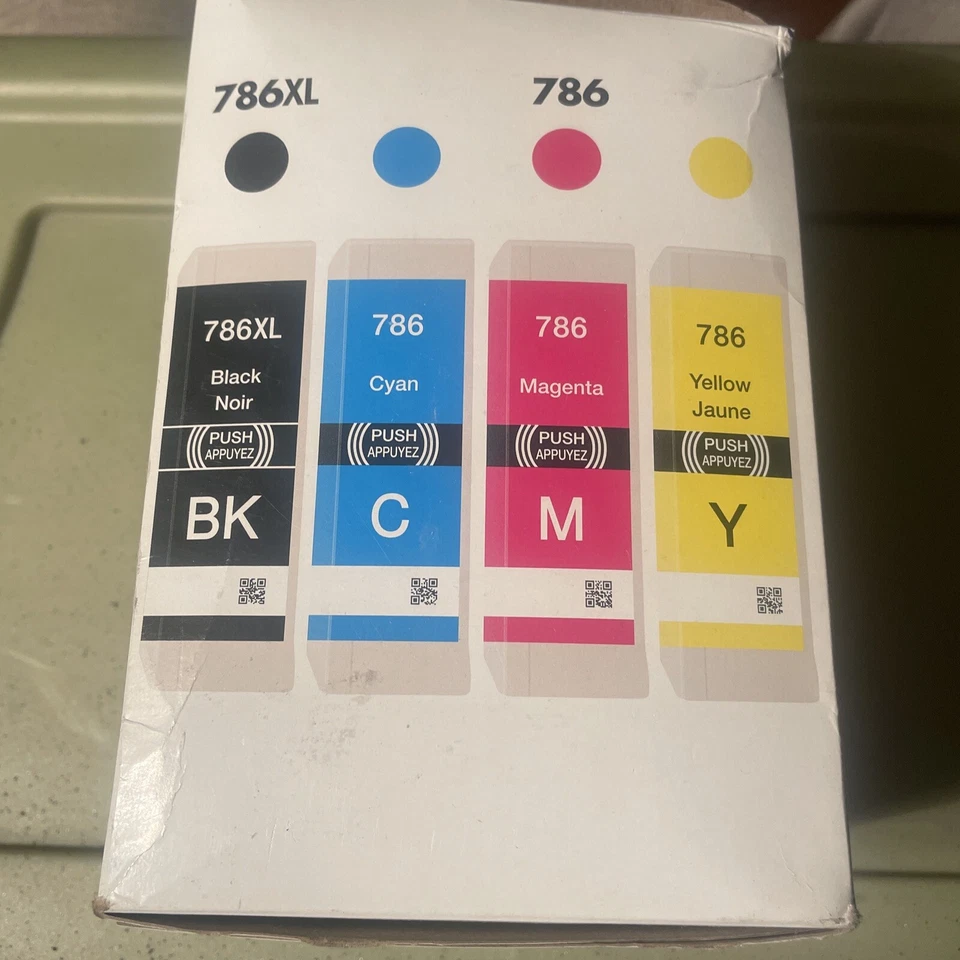 786XL 786
786XL
Black
Noir
PUSH
APPUYEZ
BK
786
Cyan
PUSH
APPUYEZ
C
786
Magenta
PUSH
APPUYEZ
M
786
Yellow
Jaune
PUSH
APPUYEZ
Y